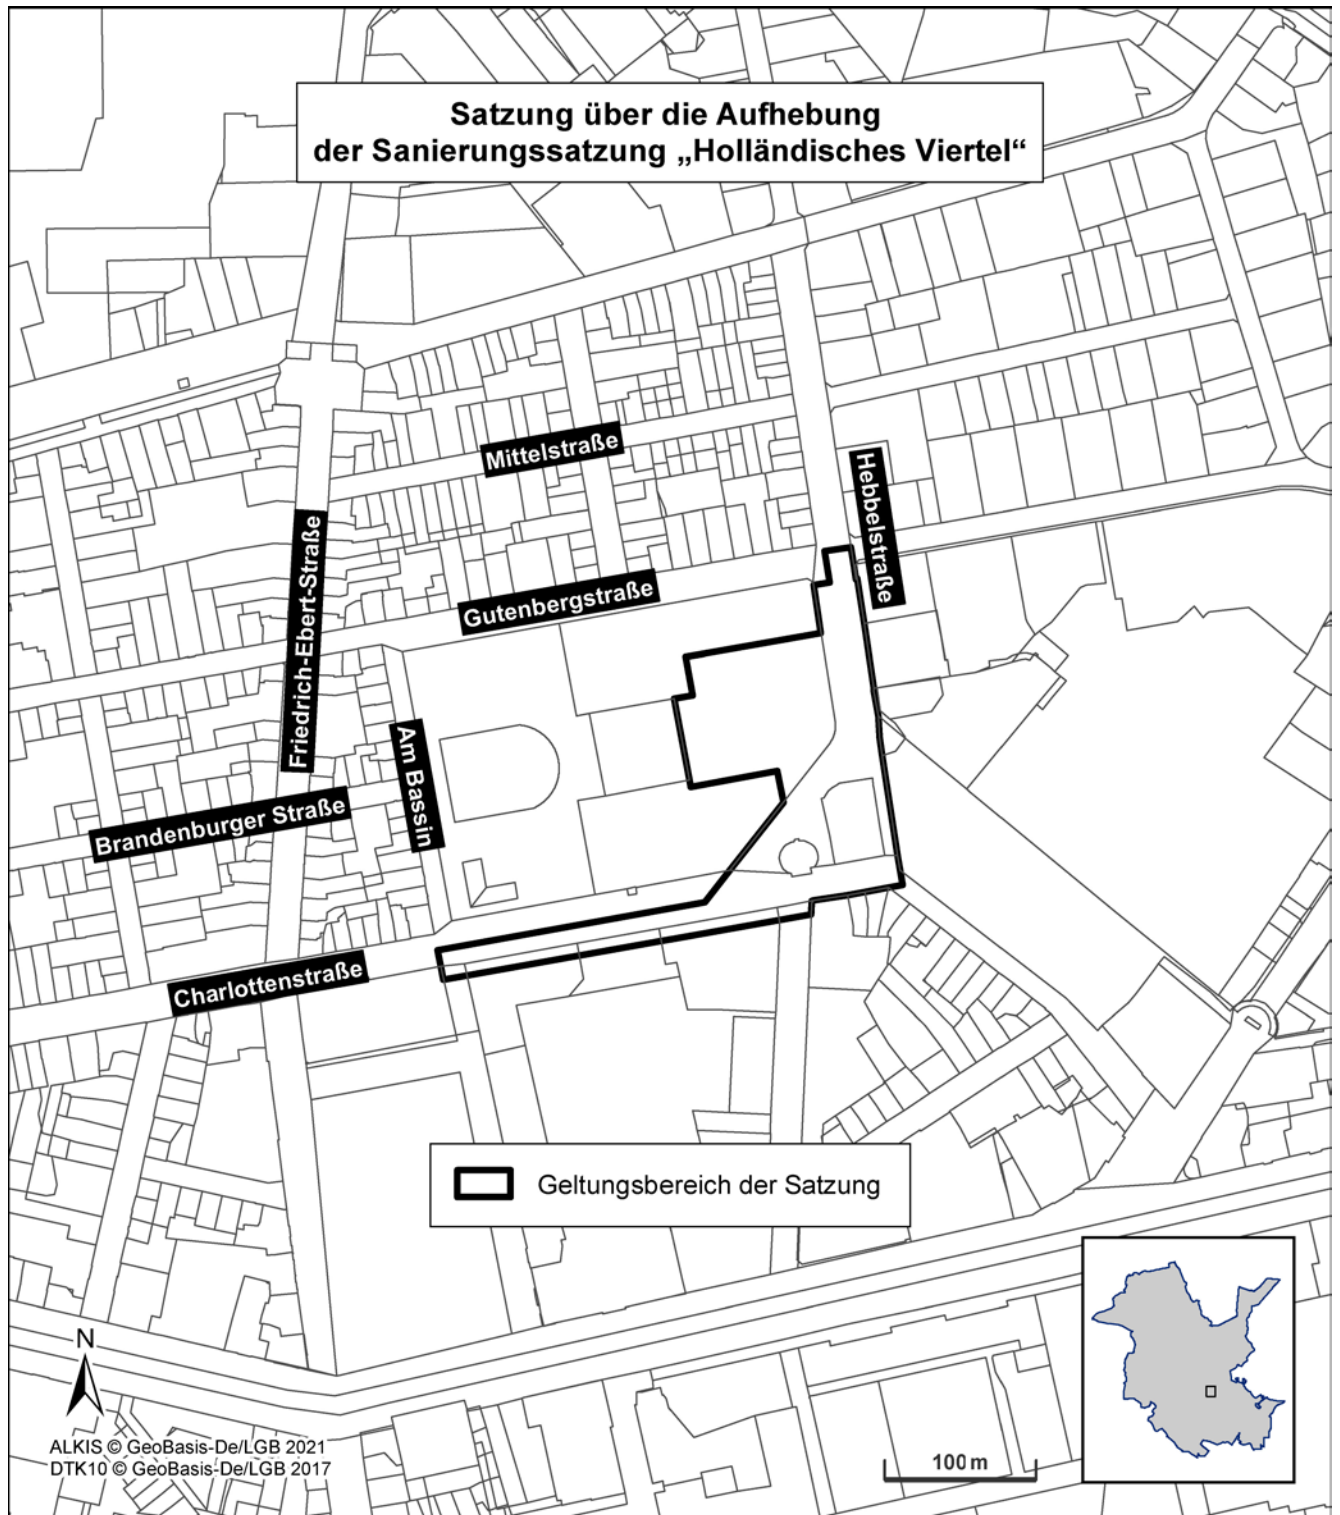 Satzung über die Aufhebung
der Sanierungssatzung „Holländisches Viertel“
Mittelstraße
Hebbelstraße
Friedrich-Ebert-Straße
Gutenbergstraße
Am Bassin
Brandenburger Straße
Charlottenstraße
Geltungsbereich der Satzung
N
ALKIS © GeoBasis-De/LGB 2021
DTK10 © GeoBasis-De/LGB 2017
100 m